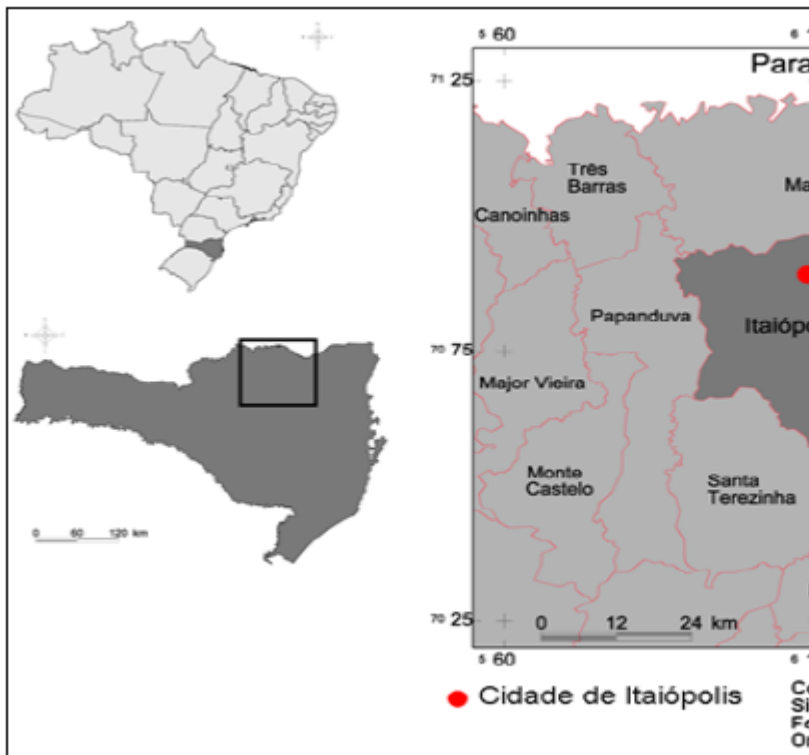 5 60
Para
71 25
Três
Barras
Ma
Canoinhas
Papanduva
Itaióp
70 75
Major Vieira
Monte
Castelo
Santa
Terezinha
0 60 120 km
70 25
0 12 24 km
5 60
Cidade de Itaiópolis